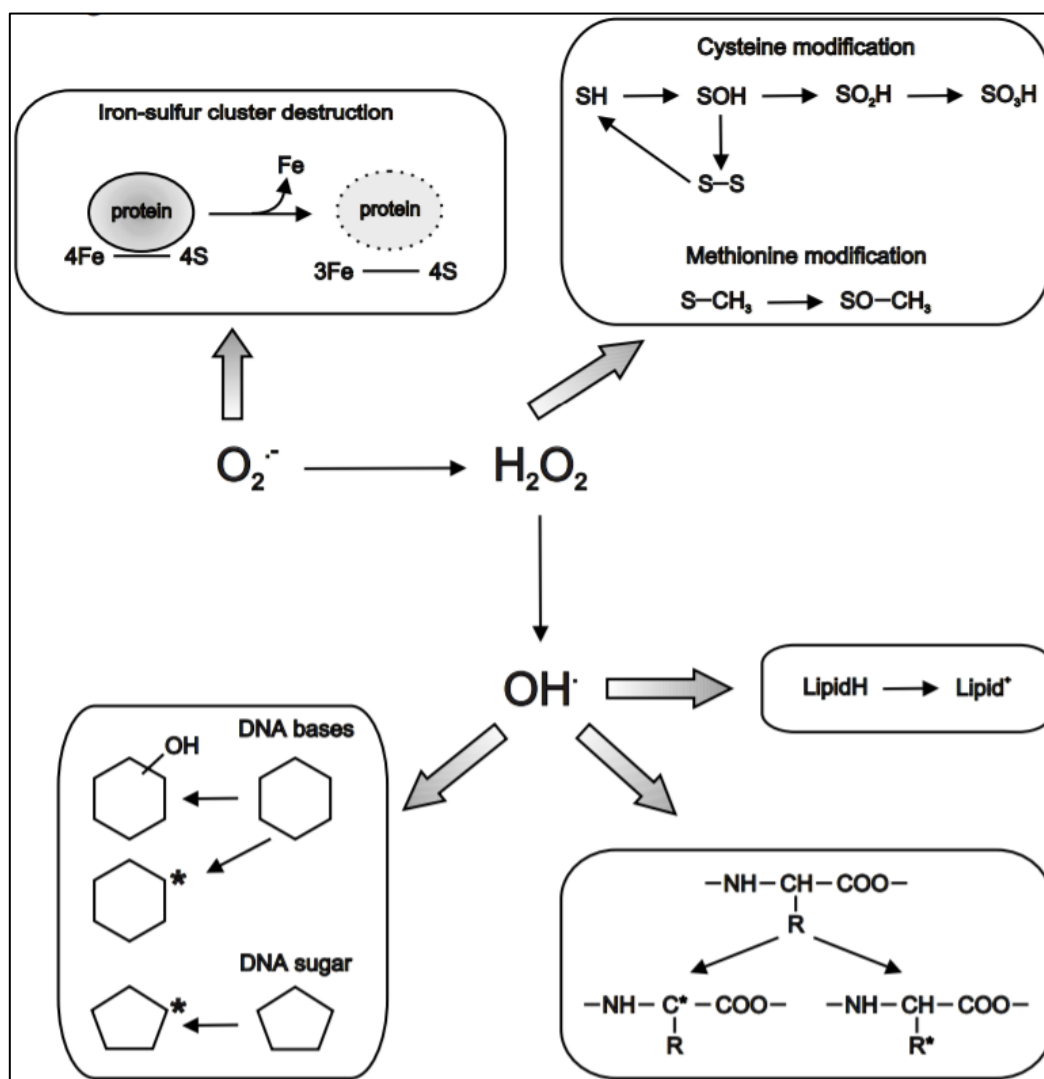 Cysteine modification
SH SOH SO₂H SO₃H
S–S
Methionine modification
S–CH₃ SO–CH₃
Iron-sulfur cluster destruction
Fe
protein protein
4Fe 4S
3Fe 4S
O₂·⁻ H₂O₂
OH·
LipidH Lipid⁺
DNA bases
OH
*
DNA sugar
*
–NH–CH–COO–
R
–NH–C*–COO– –NH–CH–COO–
R R*